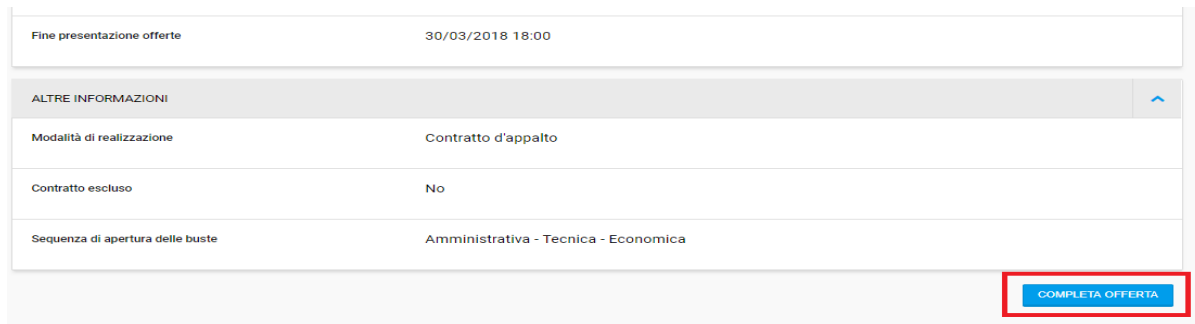 Fine presentazione offerte 30/03/2018 18:00
ALTRE INFORMAZIONI
Modalità di realizzazione Contratto d'appalto
Contratto escluso No
Sequenza di apertura delle buste Amministrativa - Tecnica - Economica
COMPLETA OFFERTA